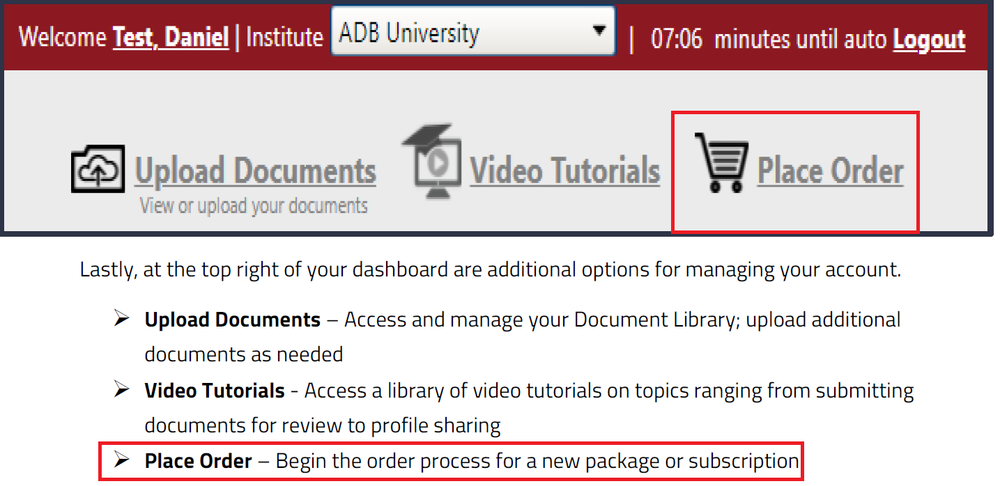 Welcome Test, Daniel | Institute ADB University | 07:06 minutes until auto Logout
Upload Documents Video Tutorials Place Order
View or upload your documents
Lastly, at the top right of your dashboard are additional options for managing your account.
➢ Upload Documents – Access and manage your Document Library; upload additional
documents as needed
➢ Video Tutorials - Access a library of video tutorials on topics ranging from submitting
documents for review to profile sharing
➢ Place Order – Begin the order process for a new package or subscription